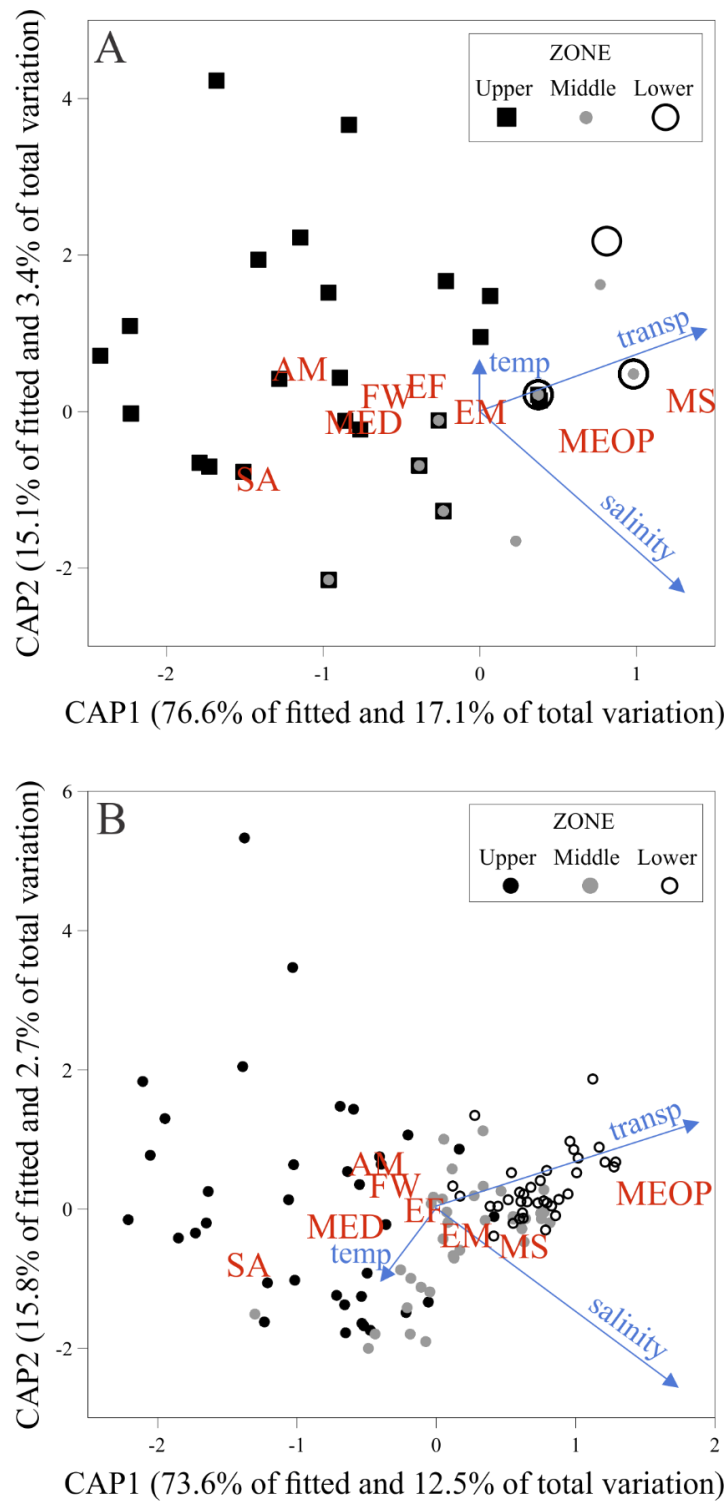 A
ZONE
Upper Middle Lower
CAP2 (15.1% of fitted and 3.4% of total variation)
4
2
0
-2
transp
temp
AM
FW
EF
EM
MED
MS
MEOP
SA
salinity
-2 -1 0 1
CAP1 (76.6% of fitted and 17.1% of total variation)
B
ZONE
Upper Middle Lower
CAP2 (15.8% of fitted and 2.7% of total variation)
6
4
2
0
-2
transp
AM
FW
MEOP
EF
MED
EM
MS
temp
SA
salinity
-2 -1 0 1 2
CAP1 (73.6% of fitted and 12.5% of total variation)